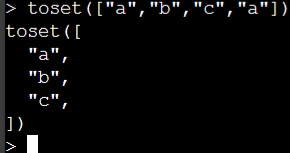 > toset(["a","b","c","a"])
toset([
  "a",
  "b",
  "c",
])
>